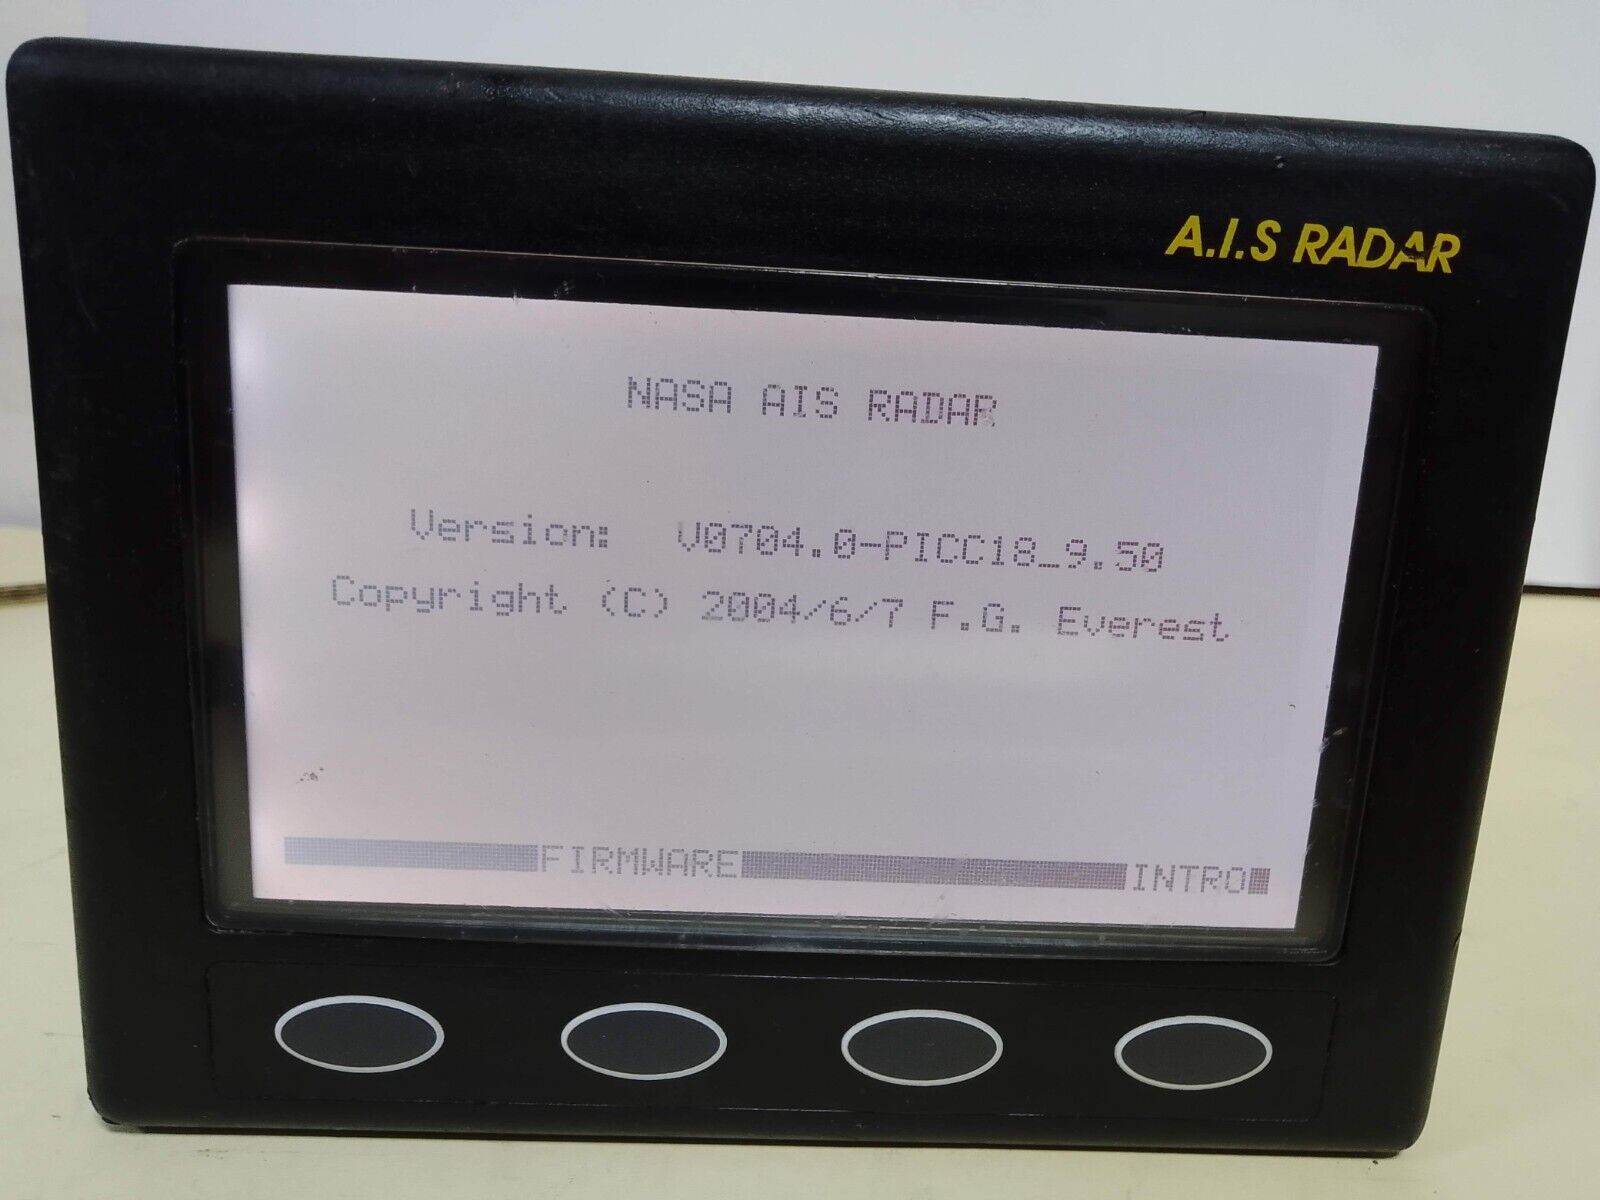 A.I.S RADAR
NASA AIS RADAR
Version: V0704.0-PICC18_9.50
Copyright (C) 2004/6/7 F.G. Everest
FIRMWARE INTRO